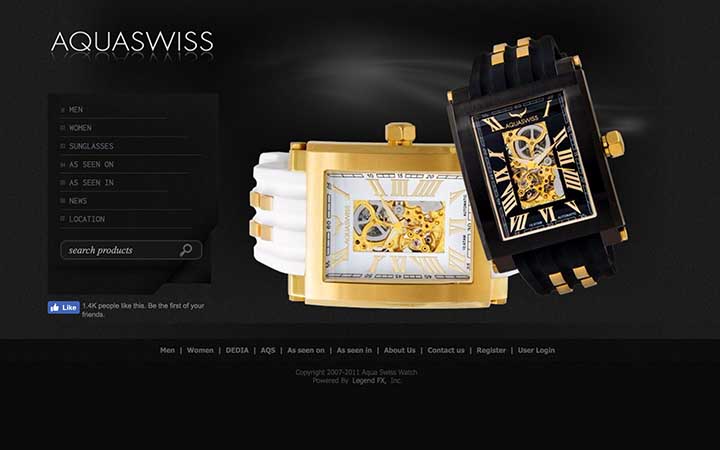 AQUASWISS
MEN
WOMEN
SUNGLASSES
AS SEEN ON
AS SEEN IN
NEWS
LOCATION
search products
Like 1.4K people like this. Be the first of your
friends.
AQUASWISS
AQUASWISS
Men | Women | DEDIA | AQS | As seen on | As seen in | About Us | Contact us | Register | User Login
Copyright 2007-2011 Aqua Swiss Watch
Powered By Legend FX, Inc.